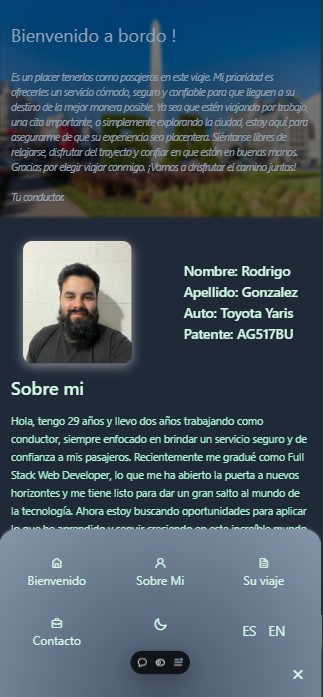 Bienvenido a bordo !
Es un placer tenerlos como pasajeros en este viaje. Mi prioridad es
ofrecerles un servicio cómodo, seguro y confiable para que lleguen a su
destino de la mejor manera posible. Ya sea que estén viajando por trabajo,
una cita importante, o simplemente explorando la ciudad, estoy aquí para
asegurarme de que su experiencia sea placentera. Siéntanse libres de
relajarse, disfrutar del trayecto y confiar en que están en buenas manos.
Gracias por elegir viajar conmigo. ¡Vamos a drisfrutar el camino juntos!
Tu conductor.
Nombre: Rodrigo
Apellido: Gonzalez
Auto: Toyota Yaris
Patente: AG517BU
Sobre mi
Hola, tengo 29 años y llevo dos años trabajando como
conductor, siempre enfocado en brindar un servicio seguro y de
confianza a mis pasajeros. Recientemente me gradué como Full
Stack Web Developer, lo que me ha abierto la puerta a nuevos
horizontes y me tiene listo para dar un gran salto al mundo de
la tecnología. Ahora estoy buscando oportunidades para aplicar
lo que he aprendido y seguir creciendo en este increíble mundo
Bienvenido
Sobre Mi
Su viaje
Contacto
ES EN